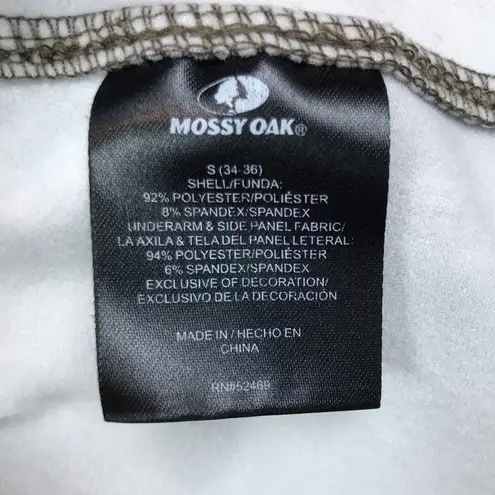 MOSSY OAK®
S (34-36)
SHELL/FUNDA:
92% POLYESTER/POLIÉSTER
8% SPANDEX/SPANDEX
UNDERARM & SIDE PANEL FABRIC/
LA AXILA & TELA DEL PANEL LETERAL:
94% POLYESTER/POLIÉSTER
6% SPANDEX/SPANDEX
EXCLUSIVE OF DECORATION/
EXCLUSIVO DE LA DECORACIÓN
MADE IN / HECHO EN
CHINA
RN#52469